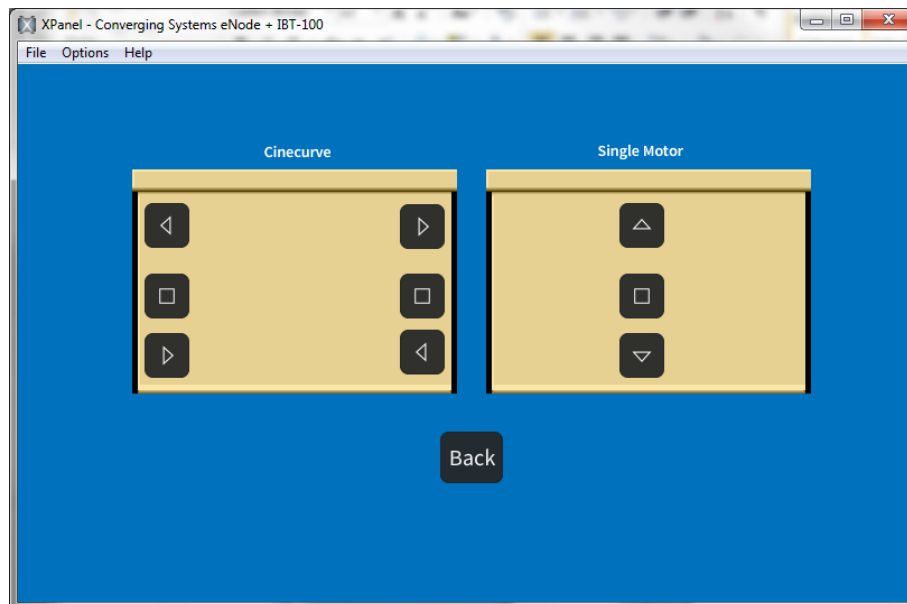 XPanel - Converging Systems eNode + IBT-100
File Options Help
Cinecurve
Single Motor
Back